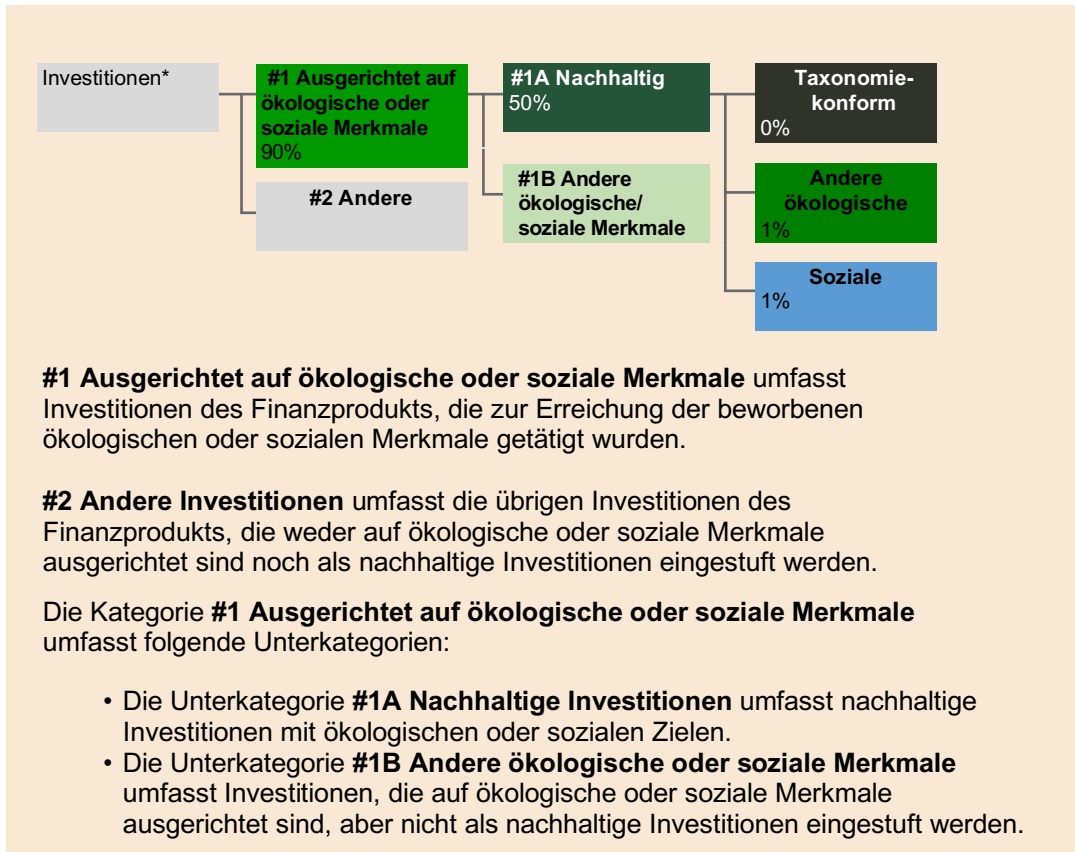 Investitionen*
#1 Ausgerichtet auf
ökologische oder
soziale Merkmale
90%
#2 Andere
#1A Nachhaltig
50%
#1B Andere
ökologische/
soziale Merkmale
Taxonomie-
konform
0%
Andere
ökologische
1%
Soziale
1%
#1 Ausgerichtet auf ökologische oder soziale Merkmale umfasst
Investitionen des Finanzprodukts, die zur Erreichung der beworbenen
ökologischen oder sozialen Merkmale getätigt wurden.
#2 Andere Investitionen umfasst die übrigen Investitionen des
Finanzprodukts, die weder auf ökologische oder soziale Merkmale
ausgerichtet sind noch als nachhaltige Investitionen eingestuft werden.
Die Kategorie #1 Ausgerichtet auf ökologische oder soziale Merkmale
umfasst folgende Unterkategorien:
• Die Unterkategorie #1A Nachhaltige Investitionen umfasst nachhaltige
Investitionen mit ökologischen oder sozialen Zielen.
• Die Unterkategorie #1B Andere ökologische oder soziale Merkmale
umfasst Investitionen, die auf ökologische oder soziale Merkmale
ausgerichtet sind, aber nicht als nachhaltige Investitionen eingestuft werden.